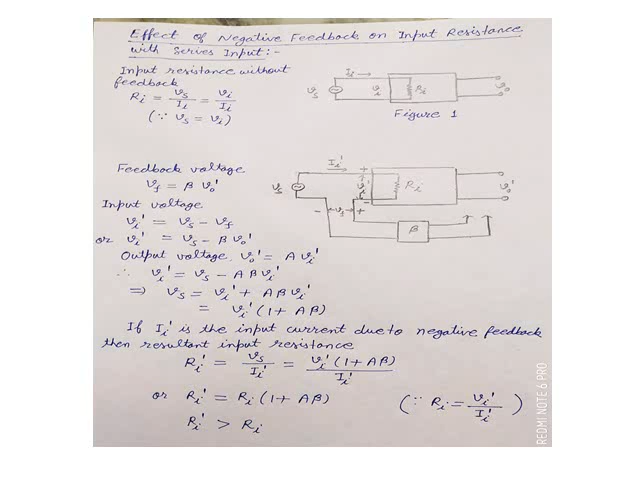 Effect of Negative Feedback on Input Resistance
with Series Input:-
Input resistance without
feedback
Ri = vs/Ii = vi/Ii
(∵ vs = vi)
vs
Ii
vi
Ri
vo
Figure 1
Feedback voltage
vf = β vo'
Input voltage
vi' = vs - vf
or vi' = vs - β vo'
Output voltage vo' = A vi'
∴ vi' = vs - Aβvi'
⇒ vs = vi' + Aβvi'
= vi' (1 + Aβ)
vs
Ii'
+
vi'
-
Ri
vo'
- vf +
β
If Ii' is the input current due to negative feedback
then resultant input resistance
Ri' = vs/Ii' = vi' (1 + Aβ)/Ii'
or Ri' = Ri (1 + Aβ) (∵ Ri = vi'/Ii')
Ri' > Ri
REDMI NOTE 6 PRO